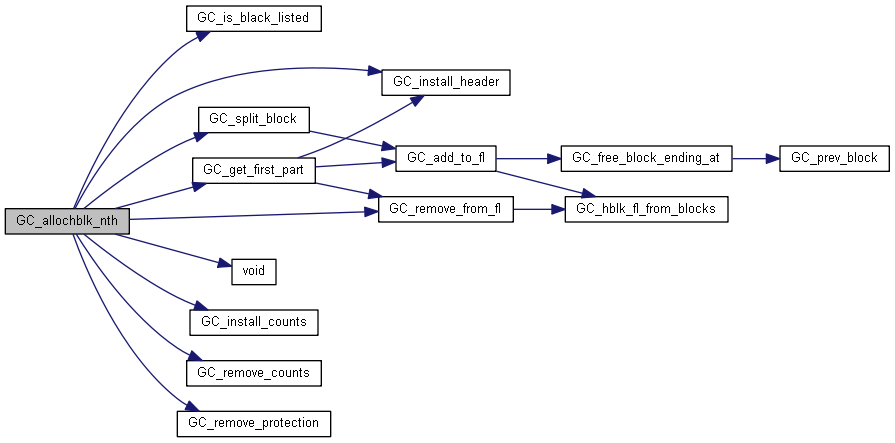 GC_is_black_listed
GC_install_header
GC_split_block
GC_add_to_fl
GC_free_block_ending_at
GC_prev_block
GC_get_first_part
GC_remove_from_fl
GC_hblk_fl_from_blocks
GC_allochblk_nth
void
GC_install_counts
GC_remove_counts
GC_remove_protection